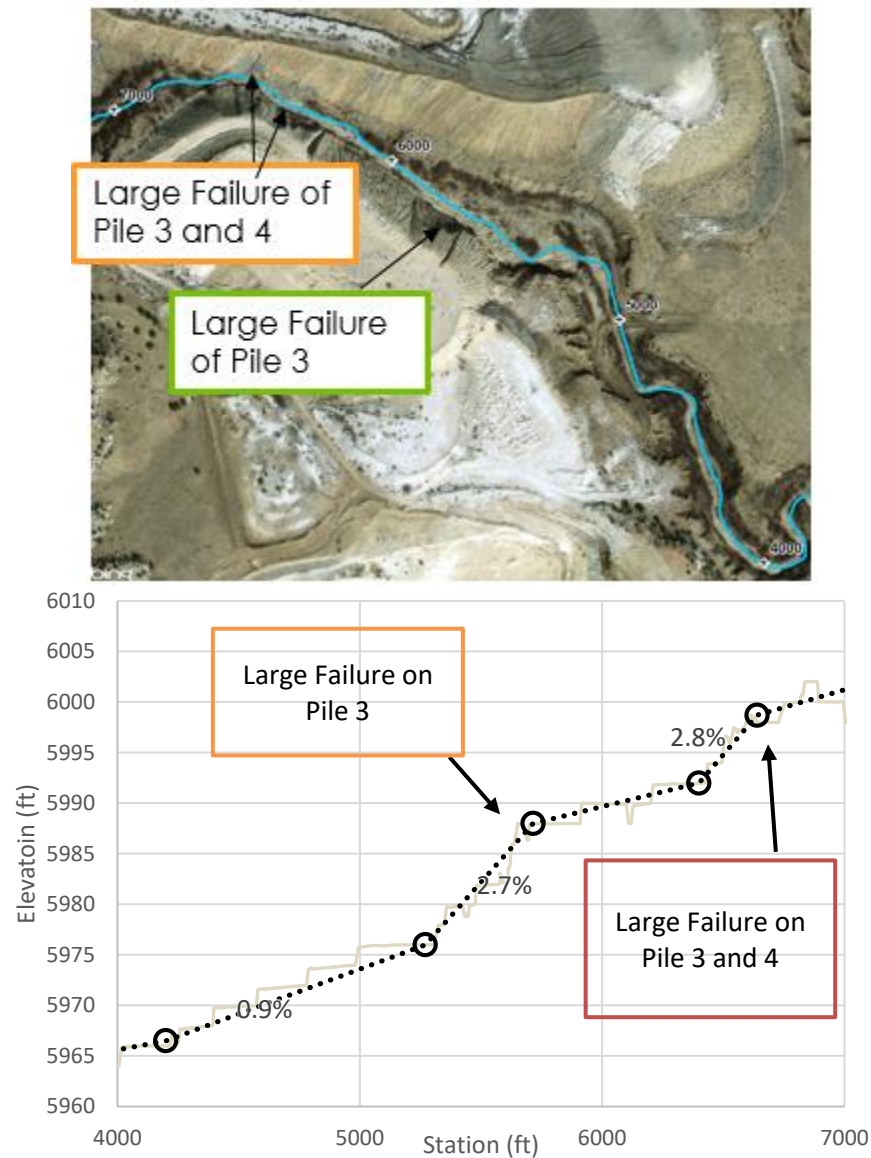 7000
6000
Large Failure of
Pile 3 and 4
Large Failure
of Pile 3
5000
4000
bing
6010
6005
6000
5995
5990
5985
5980
5975
5970
5965
5960
Elevatoin (ft)
Large Failure on
Pile 3
2.8%
2.7%
Large Failure on
Pile 3 and 4
0.9%
4000
5000
6000
7000
Station (ft)